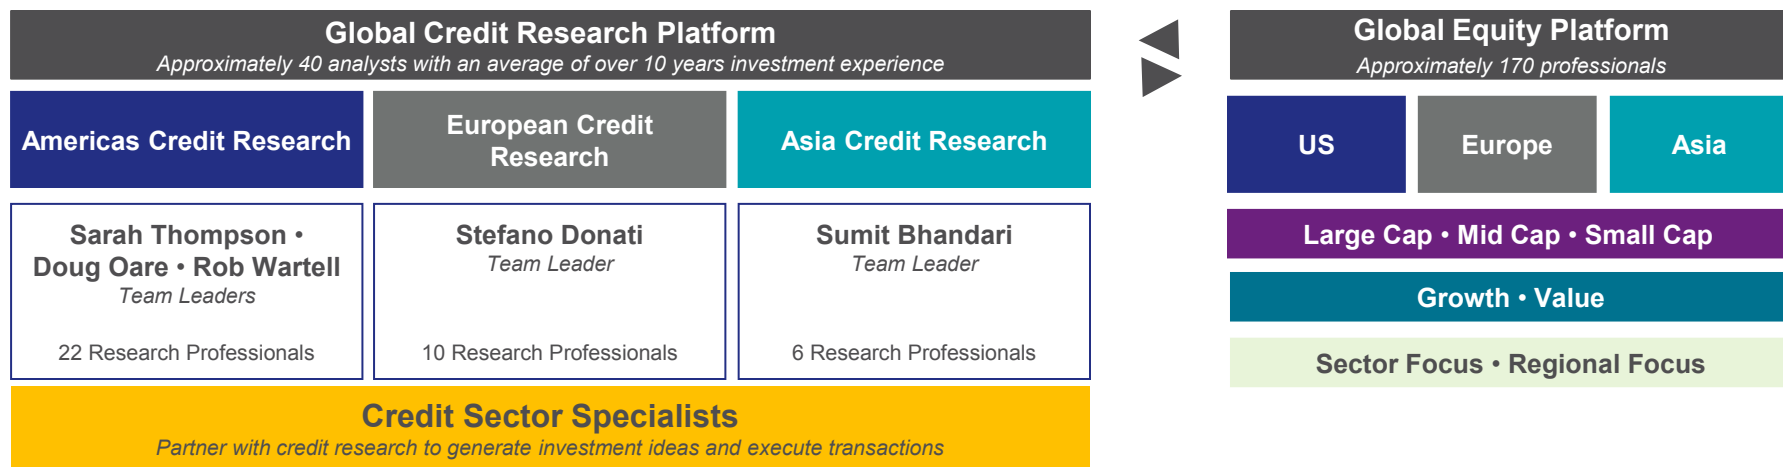 Global Credit Research Platform
Approximately 40 analysts with an average of over 10 years investment experience
Americas Credit Research
European Credit
Research
Asia Credit Research
Sarah Thompson •
Doug Oare • Rob Wartell
Team Leaders
22 Research Professionals
Stefano Donati
Team Leader
10 Research Professionals
Sumit Bhandari
Team Leader
6 Research Professionals
Credit Sector Specialists
Partner with credit research to generate investment ideas and execute transactions
Global Equity Platform
Approximately 170 professionals
US
Europe
Asia
Large Cap • Mid Cap • Small Cap
Growth • Value
Sector Focus • Regional Focus